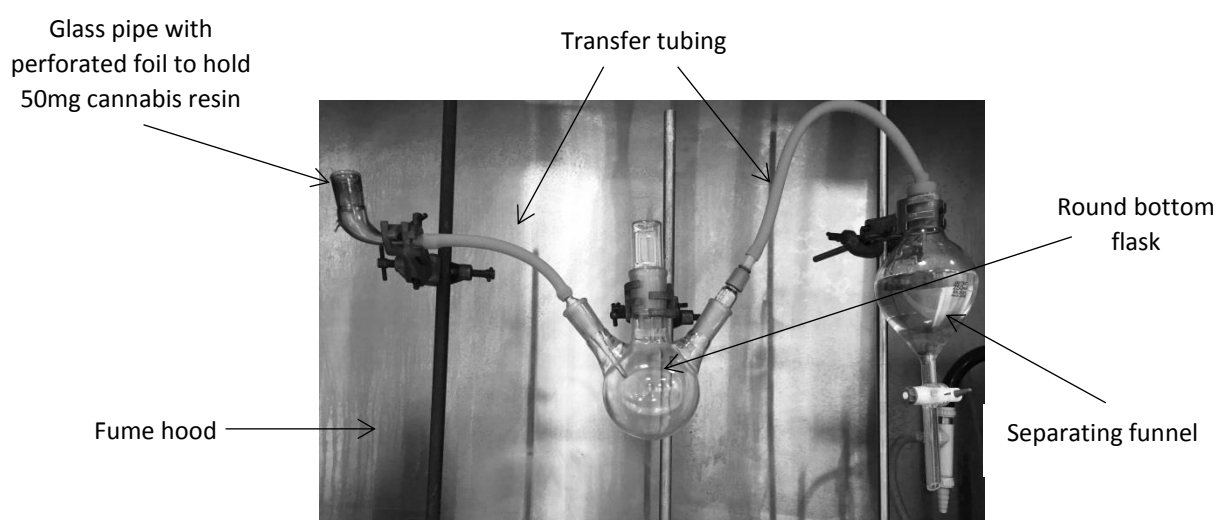 Glass pipe with
perforated foil to hold
50mg cannabis resin
Transfer tubing
Round bottom
flask
Fume hood
Separating funnel